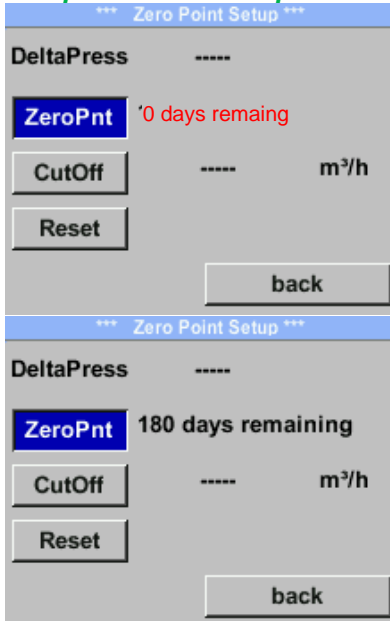 *** Zero Point Setup ***
DeltaPress -----
ZeroPnt 0 days remaing
CutOff ----- m³/h
Reset
back
*** Zero Point Setup ***
DeltaPress -----
ZeroPnt 180 days remaining
CutOff ----- m³/h
Reset
back